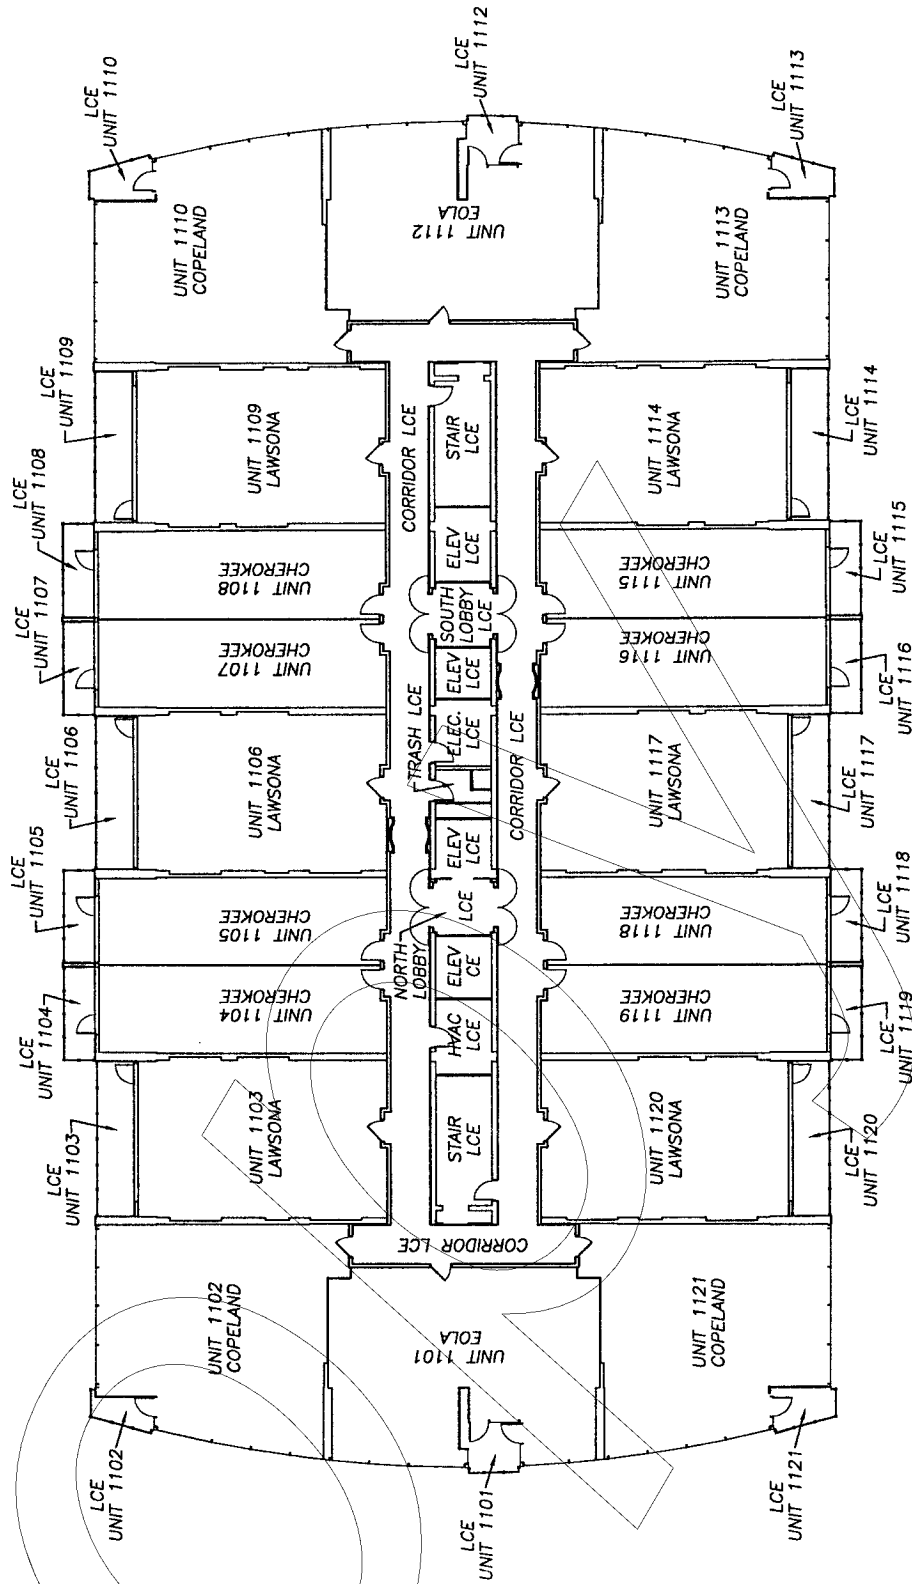 LCE
UNIT 1110
LCE
UNIT 1112
LCE
UNIT 1113
UNIT 1110
COPELAND
UNIT 1112
EOLA
UNIT 1113
COPELAND
LCE
UNIT 1109
UNIT 1109
LAWSONA
CORRIDOR LCE
STAIR
LCE
UNIT 1114
LAWSONA
LCE
UNIT 1114
LCE
UNIT 1108
UNIT 1108
CHEROKEE
ELEV
LCE
UNIT 1115
CHEROKEE
LCE
UNIT 1115
LCE
UNIT 1107
UNIT 1107
CHEROKEE
SOUTH
LOBBY
LCE
ELEV
LCE
UNIT 1116
CHEROKEE
LCE
UNIT 1116
LCE
UNIT 1106
UNIT 1106
LAWSONA
TRASH LCE
ELEC.
LCE
CORRIDOR LCE
UNIT 1117
LAWSONA
LCE
UNIT 1117
LCE
UNIT 1105
UNIT 1105
CHEROKEE
ELEV
LCE
NORTH
LOBBY
LCE
UNIT 1118
CHEROKEE
LCE
UNIT 1118
LCE
UNIT 1104
UNIT 1104
CHEROKEE
ELEV
CE
HVAC
LCE
UNIT 1119
CHEROKEE
LCE
UNIT 1119
LCE
UNIT 1103
UNIT 1103
LAWSONA
STAIR
LCE
UNIT 1120
LAWSONA
LCE
UNIT 1120
CORRIDOR LCE
UNIT 1102
COPELAND
UNIT 1101
EOLA
UNIT 1121
COPELAND
LCE
UNIT 1102
LCE
UNIT 1101
LCE
UNIT 1121